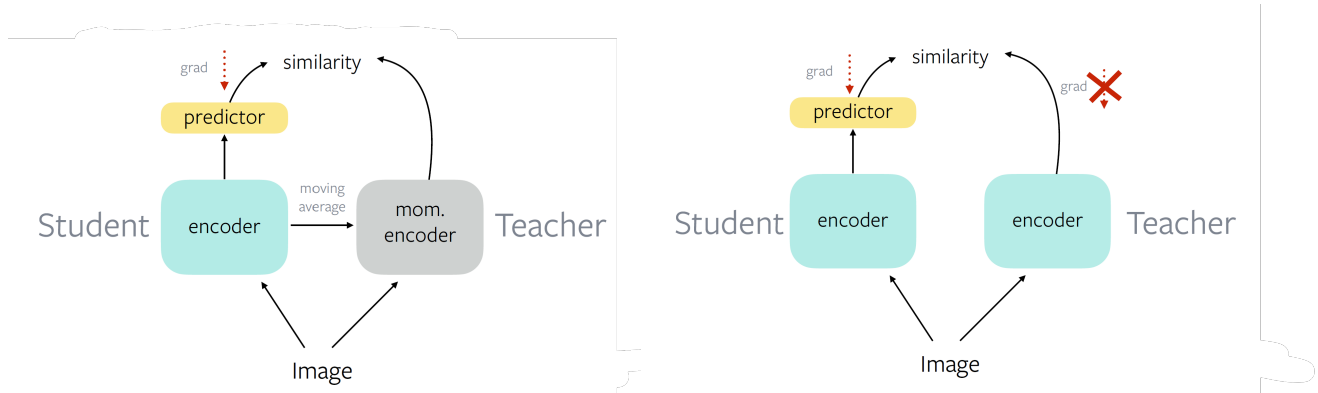 grad
similarity
predictor
moving
average
Student
encoder
mom.
encoder
Teacher
Image
grad
similarity
grad
predictor
Student
encoder
encoder
Teacher
Image